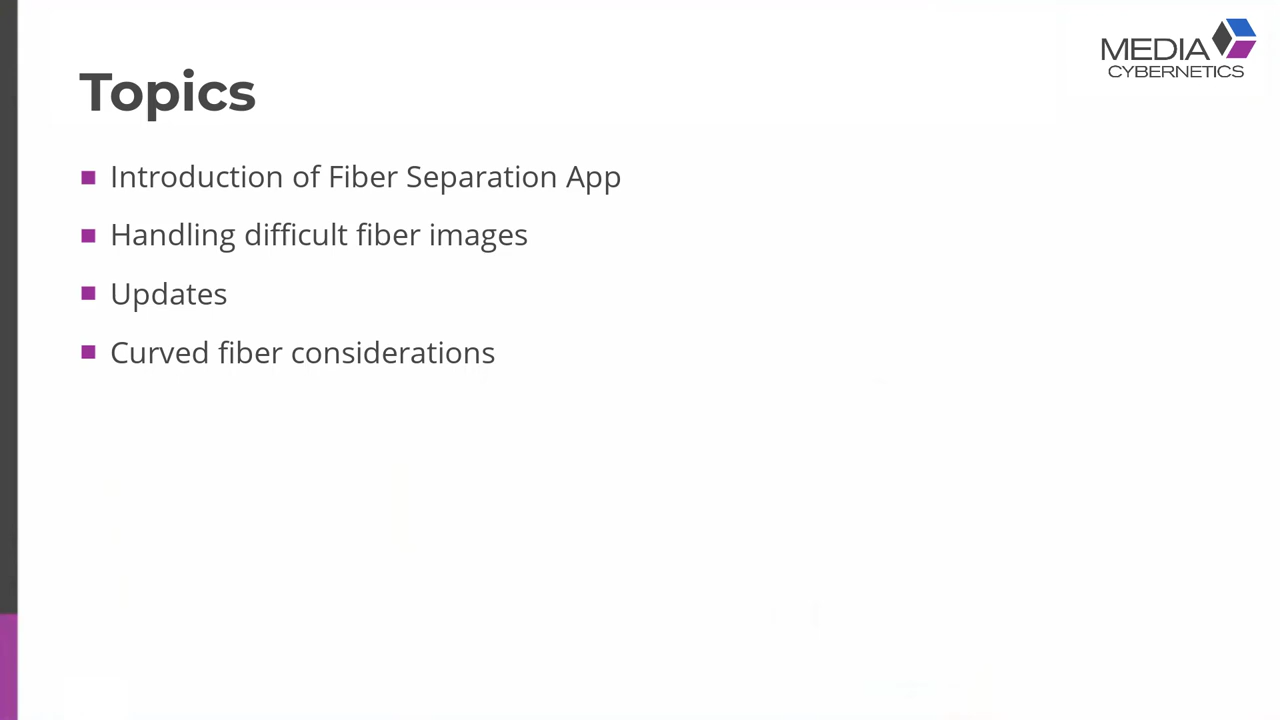 MEDIA
CYBERNETICS
Topics
Introduction of Fiber Separation App
Handling difficult fiber images
Updates
Curved fiber considerations